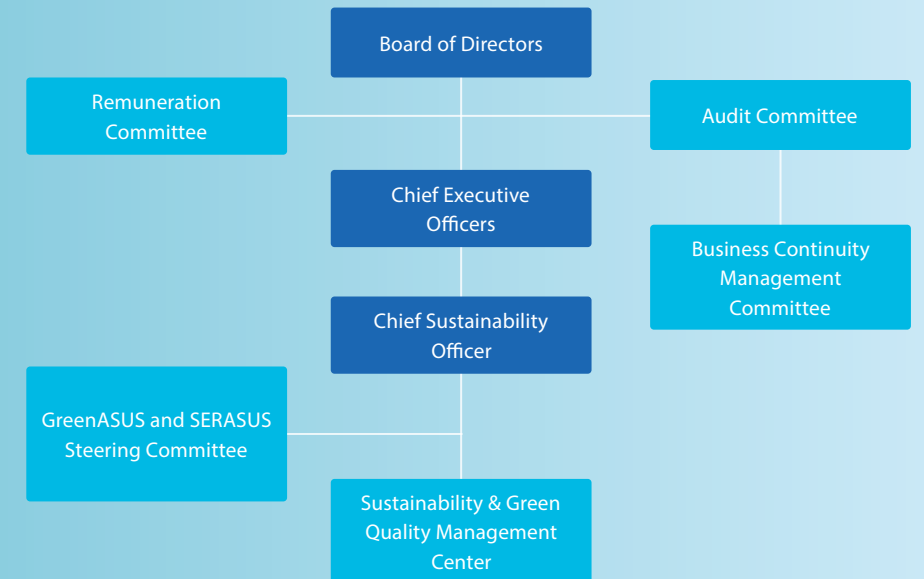 Board of Directors
Remuneration
Committee
Audit Committee
Chief Executive
Officers
Business Continuity
Management
Committee
Chief Sustainability
Officer
GreenASUS and SERASUS
Steering Committee
Sustainability & Green
Quality Management
Center